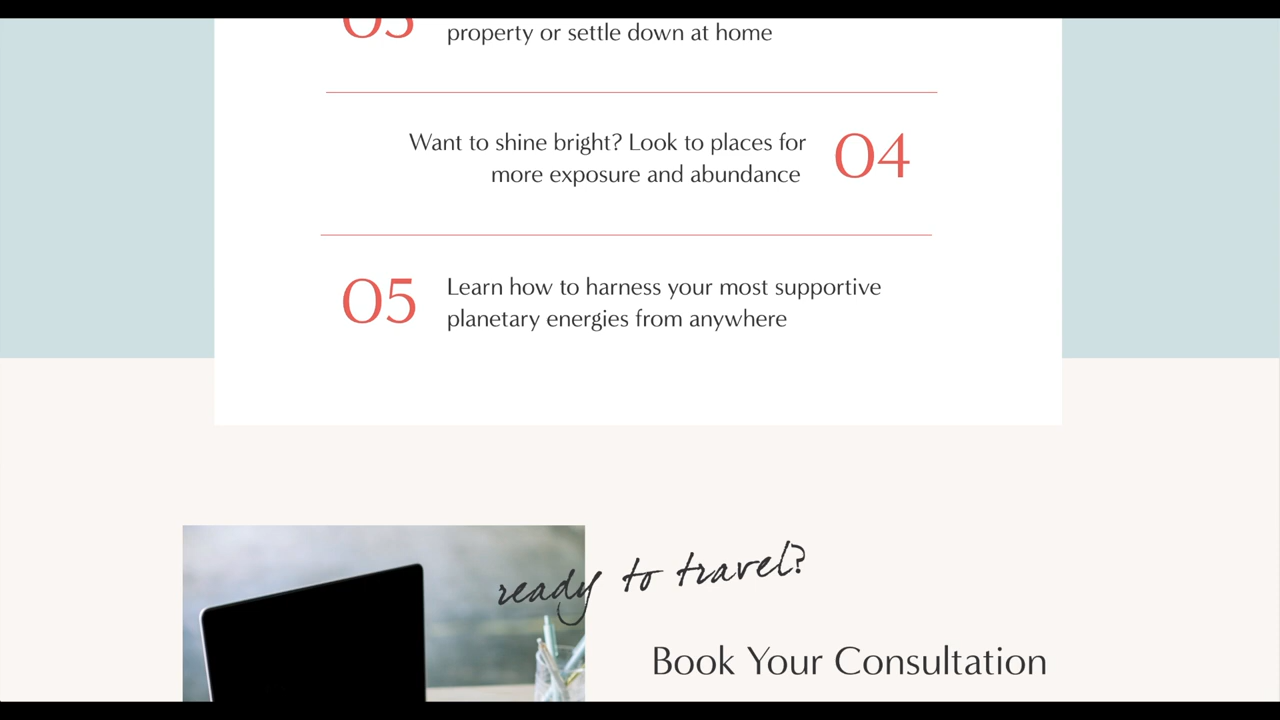 03
property or settle down at home
Want to shine bright? Look to places for
more exposure and abundance
04
05
Learn how to harness your most supportive
planetary energies from anywhere
ready to travel?
Book Your Consultation